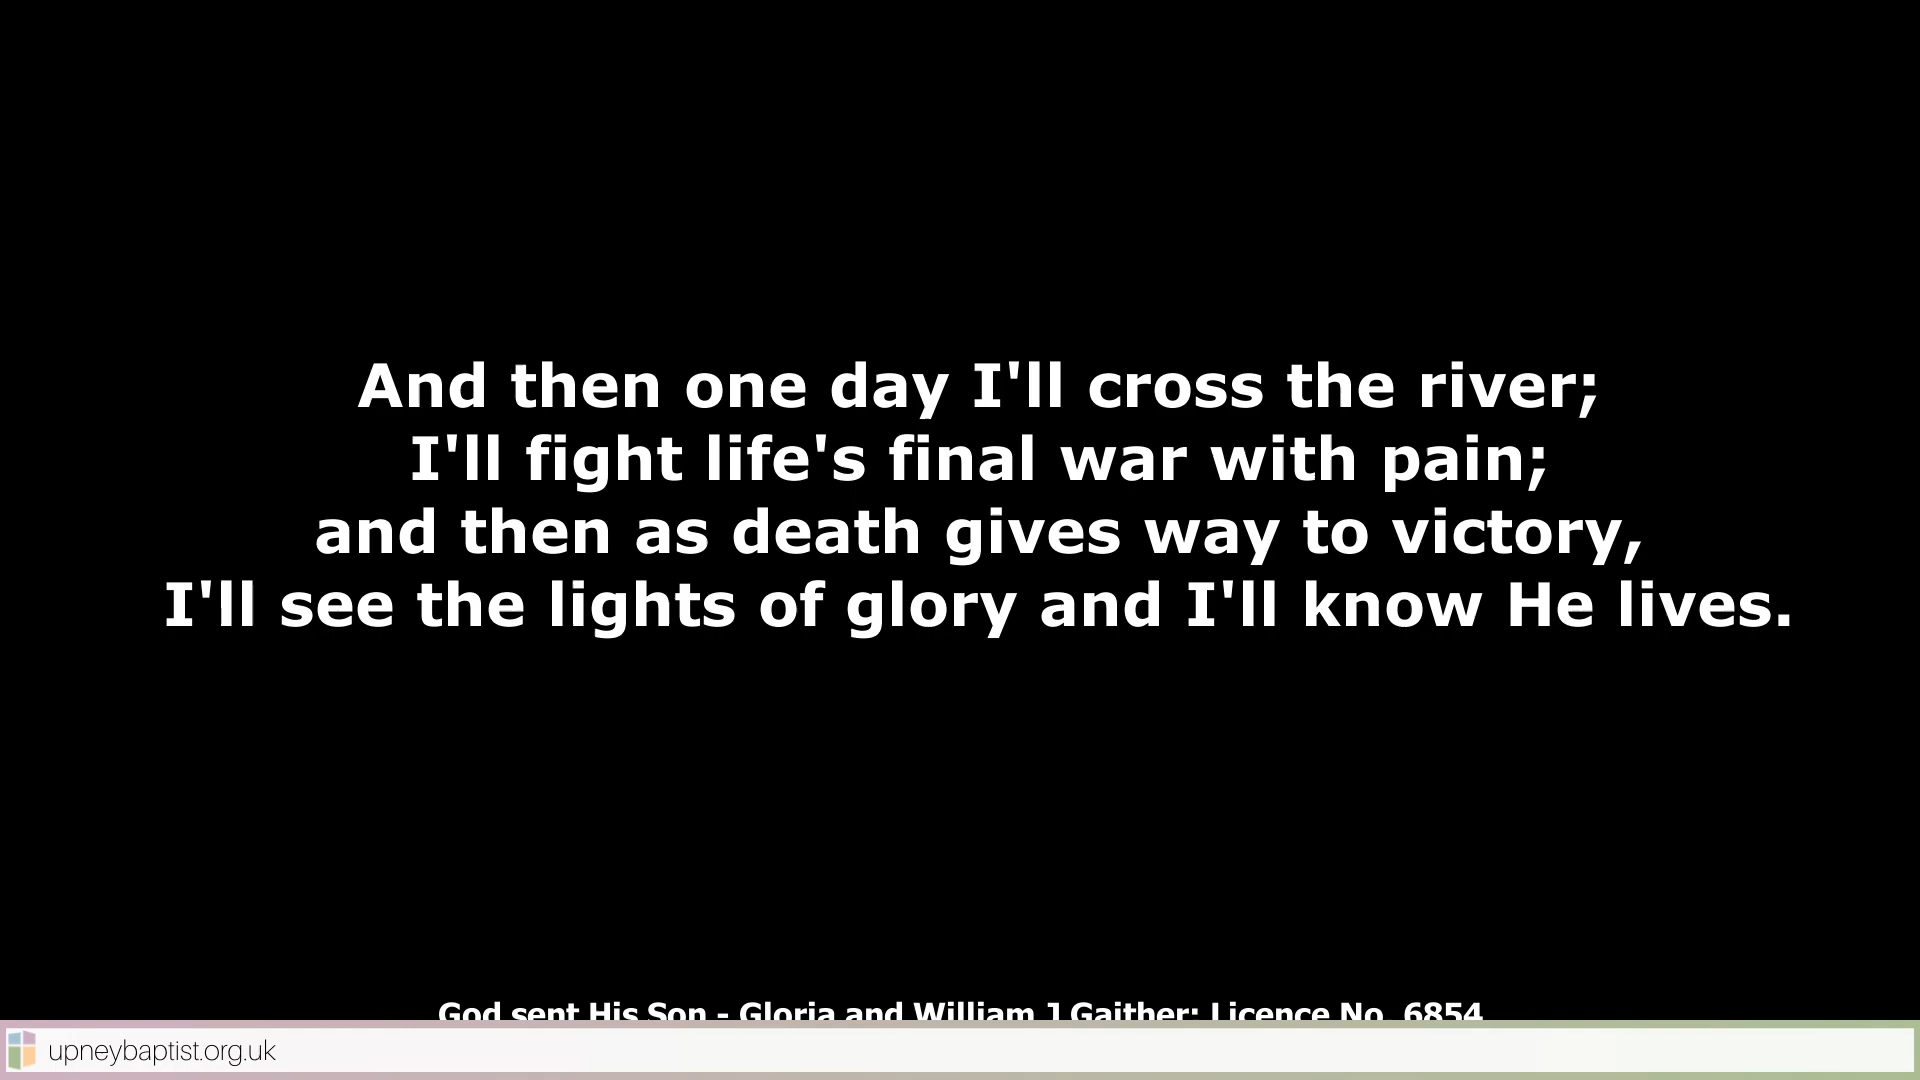 And then one day I'll cross the river;
I'll fight life's final war with pain;
and then as death gives way to victory,
I'll see the lights of glory and I'll know He lives.
God sent His Son - Gloria and William J Gaither; Licence No. 6854
upneybaptist.org.uk